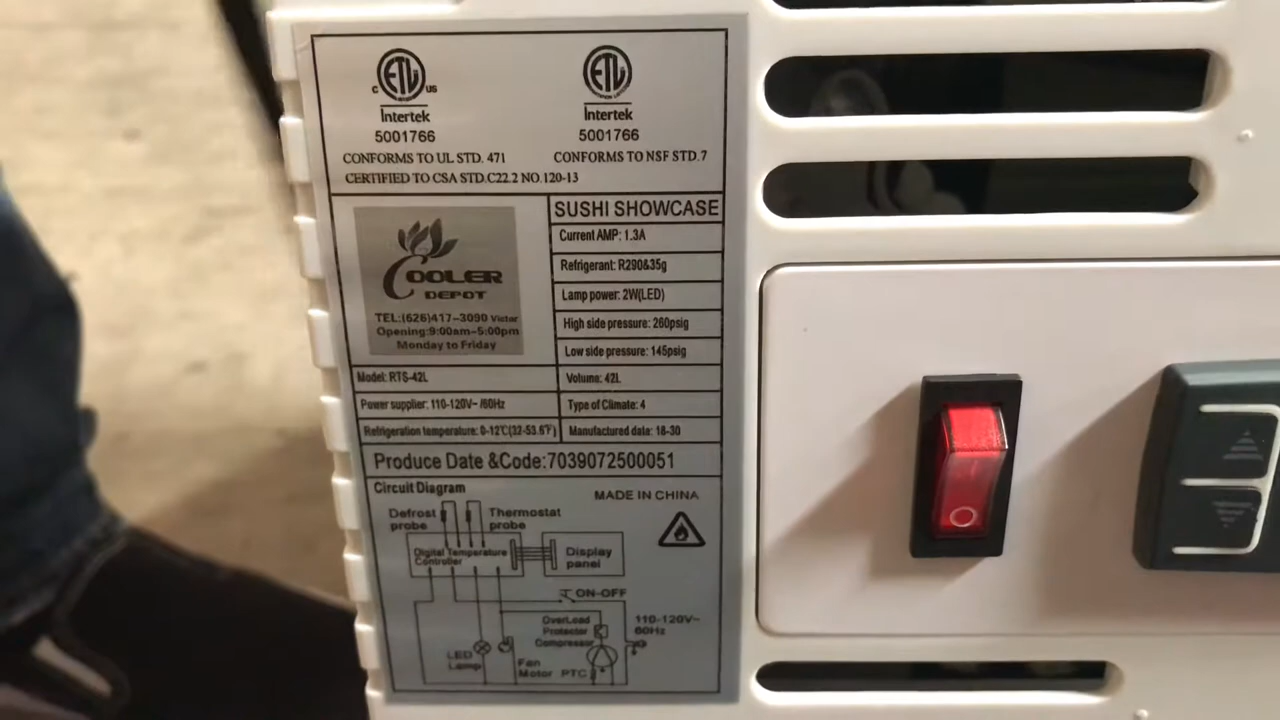 ETL ETL
C US
Intertek Intertek
5001766 5001766
CONFORMS TO UL STD. 471 CONFORMS TO NSF STD.7
CERTIFIED TO CSA STD.C22.2 NO.120-13
COOLER
DEPOT
TEL:(626)417-3090 Victor
Opening:9:00am-5:00pm
Monday to Friday
SUSHI SHOWCASE
Current AMP: 1.3A
Refrigerant: R290&35g
Lamp power: 2W(LED)
High side pressure: 260psig
Low side pressure: 145psig
Model: RTS-42L Volume: 42L
Power supplier: 110-120V~ /60Hz Type of Climate: 4
Refrigeration temperature: 0-12℃(32-53.6℉) Manufactured date: 18-30
Produce Date &Code:7039072500051
Circuit Diagram
MADE IN CHINA
Defrost probe
Thermostat probe
Digital Temperature
Controller
Display
panel
ON-OFF
OverLoad
Protector
Compressor
110-120V~
60Hz
LED
Lamp
Fan
Motor
PTC